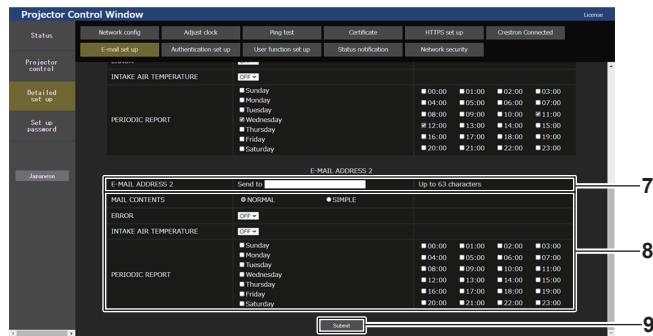 Projector Control Window License
Status
Projector control
Detailed set up
Set up password
Japanese
Network config Adjust clock Ping test Certificate HTTPS set up Crestron Connected
E-mail set up Authentication set up User function set up Status notification Network security
ERROR OFF
INTAKE AIR TEMPERATURE OFF
PERIODIC REPORT
Sunday 00:00 01:00 02:00 03:00
Monday 04:00 05:00 06:00 07:00
Tuesday 08:00 09:00 10:00 11:00
Wednesday 12:00 13:00 14:00 15:00
Thursday 16:00 17:00 18:00 19:00
Friday 20:00 21:00 22:00 23:00
Saturday
E-MAIL ADDRESS 2
E-MAIL ADDRESS 2 Send to Up to 63 characters 7
MAIL CONTENTS NORMAL SIMPLE
ERROR OFF
INTAKE AIR TEMPERATURE OFF
8
PERIODIC REPORT
Sunday 00:00 01:00 02:00 03:00
Monday 04:00 05:00 06:00 07:00
Tuesday 08:00 09:00 10:00 11:00
Wednesday 12:00 13:00 14:00 15:00
Thursday 16:00 17:00 18:00 19:00
Friday 20:00 21:00 22:00 23:00
Saturday
Submit 9